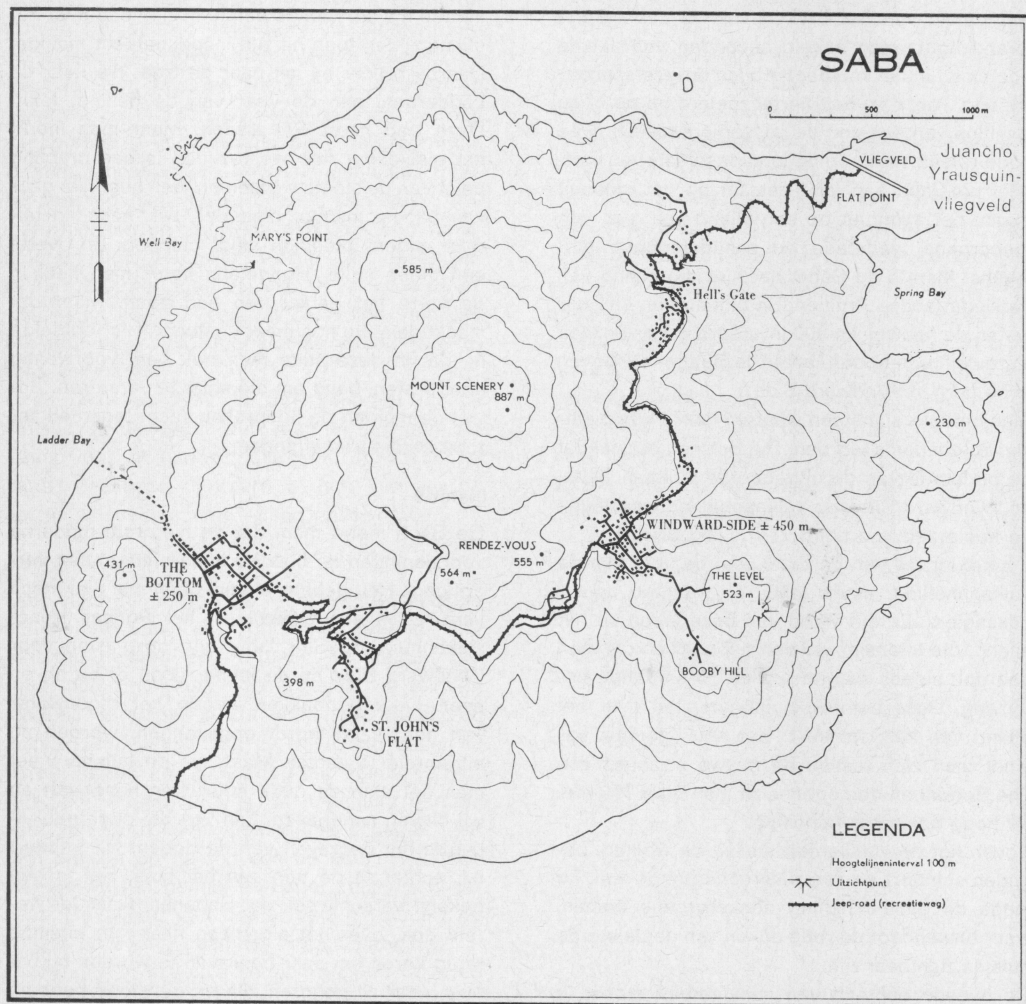 SABA
0 500 1000 m
VLIEGVELD
Juancho
Yrausquin-
vliegveld
FLAT POINT
Well Bay
MARY'S POINT
585 m
Hell's Gate
Spring Bay
MOUNT SCENERY
887 m
230 m
Ladder Bay
WINDWARD-SIDE ± 450 m
RENDEZ-VOUS
555 m
564 m
431 m
THE
BOTTOM
± 250 m
THE LEVEL
523 m
BOOBY HILL
398 m
ST. JOHN'S
FLAT
LEGENDA
Hoogtelijneninterval 100 m
Uitzichtpunt
Jeep-road (recreatieweg)